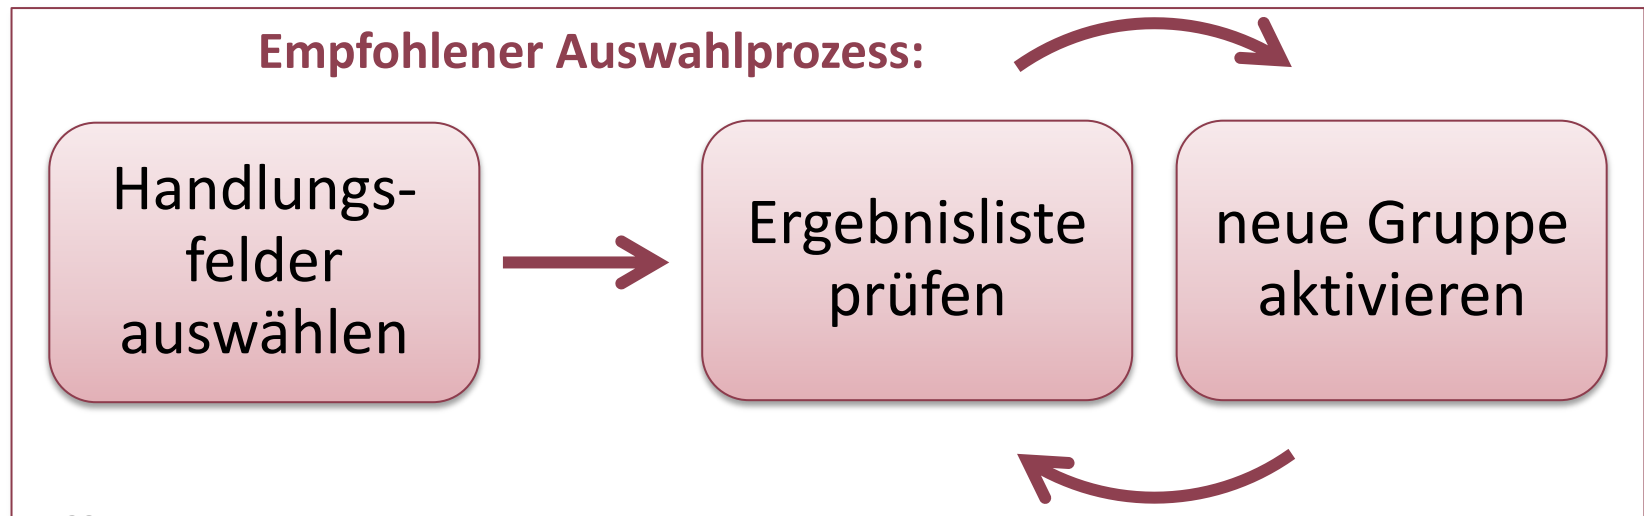 Empfohlener Auswahlprozess:
Handlungs-
felder
auswählen
Ergebnisliste
prüfen
neue Gruppe
aktivieren